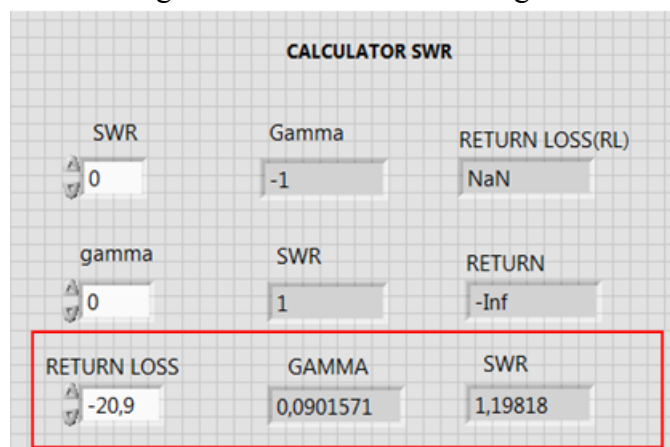 CALCULATOR SWR
SWR Gamma RETURN LOSS(RL)
0 -1 NaN
gamma SWR RETURN
0 1 -Inf
RETURN LOSS GAMMA SWR
-20,9 0,0901571 1,19818